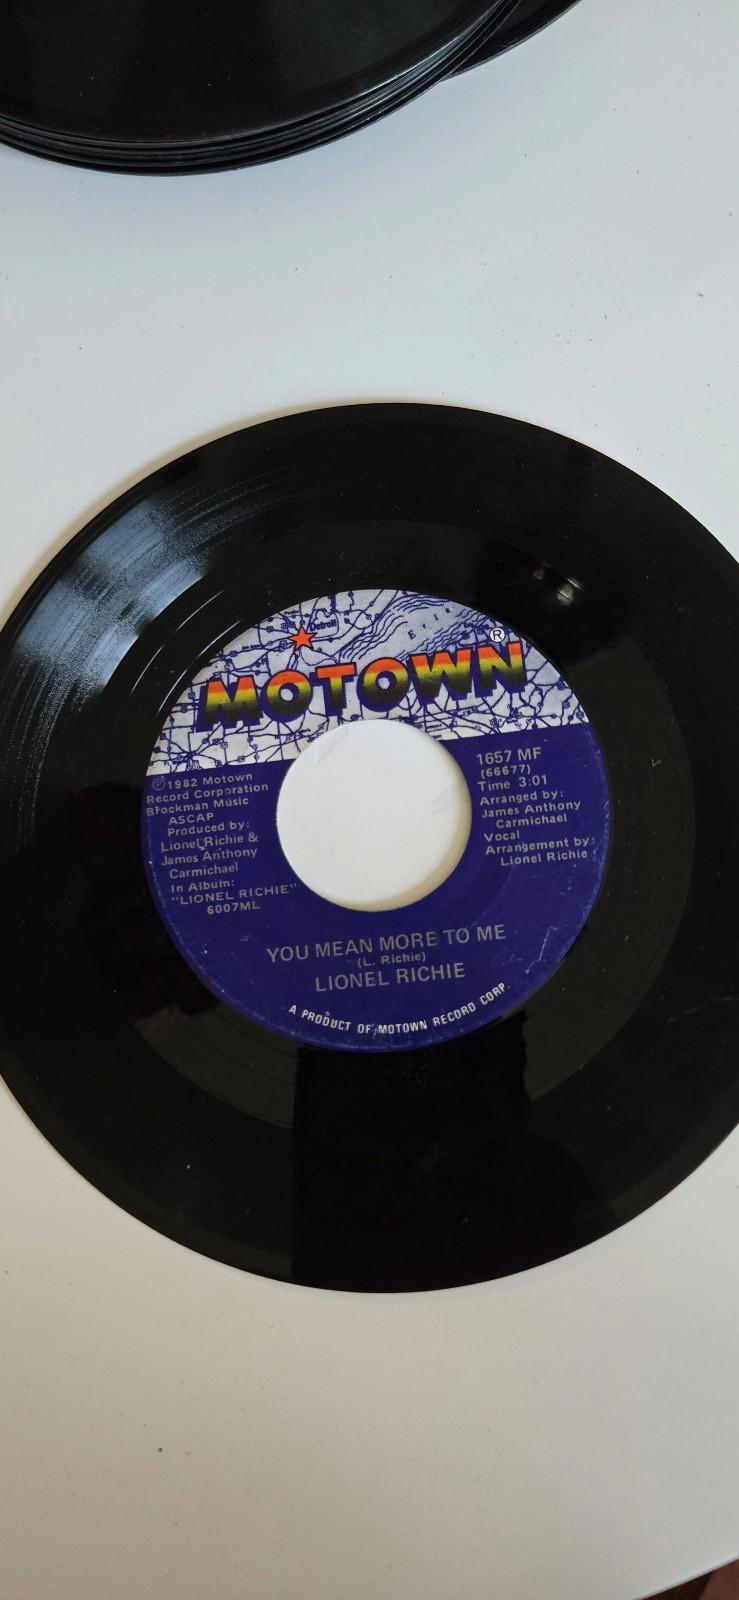 Detroit
MOTOWN®
℗ 1982 Motown
Record Corporation
Brockman Music
ASCAP
Produced by:
Lionel Richie &
James Anthony
Carmichael
In Album:
"LIONEL RICHIE"
6007ML
1657 MF
(66677)
Time 3:01
Arranged by:
James Anthony
Carmichael
Vocal
Arrangement by:
Lionel Richie
YOU MEAN MORE TO ME
(L. Richie)
LIONEL RICHIE
A PRODUCT OF MOTOWN RECORD CORP.